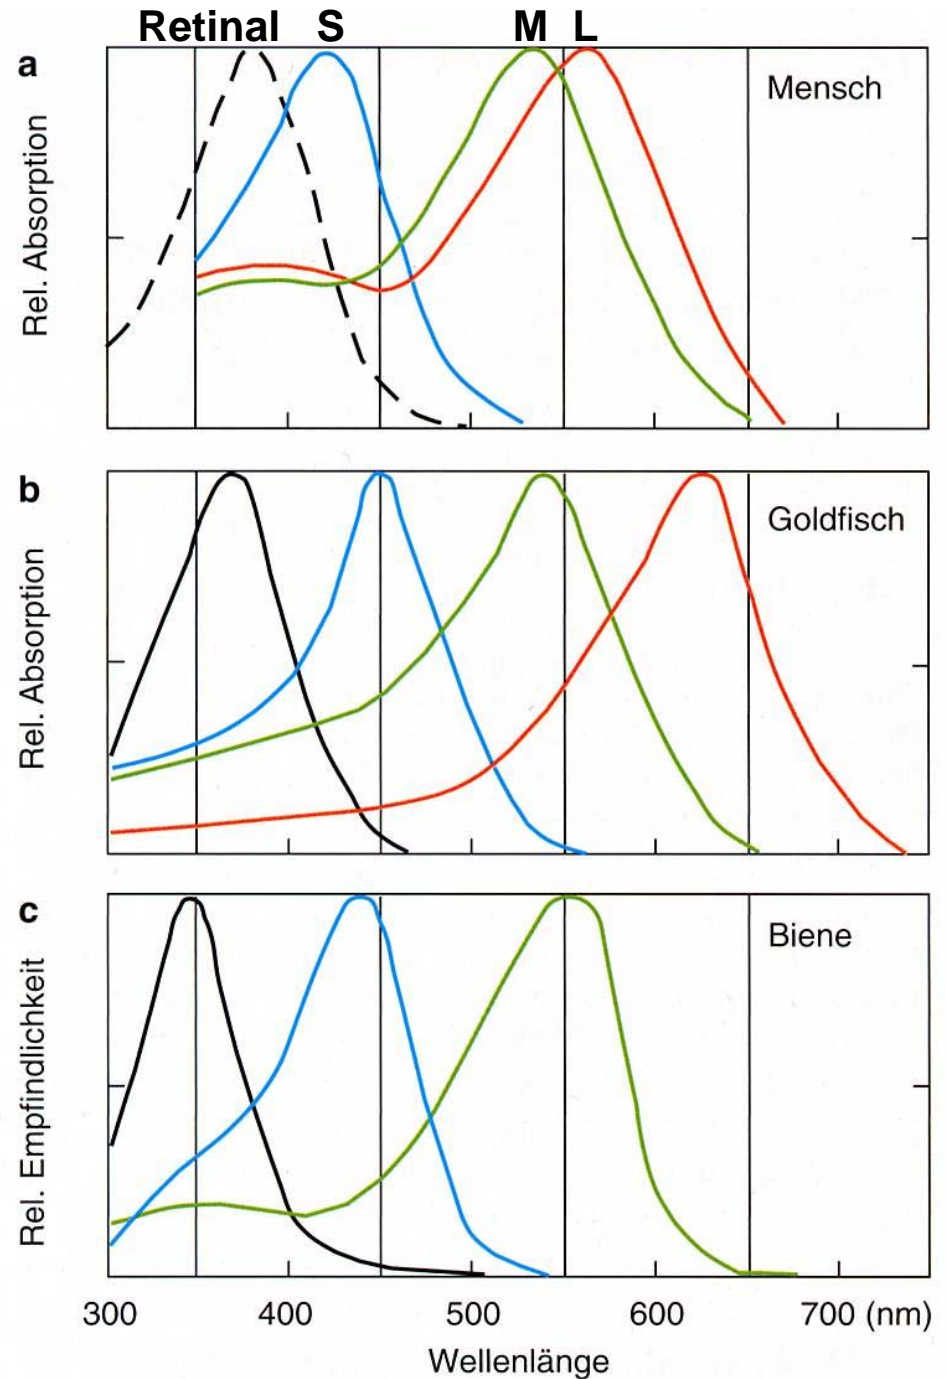 Retinal S M L
a
Mensch
Rel. Absorption
b
Goldfisch
Rel. Absorption
c
Biene
Rel. Empfindlichkeit
300 400 500 600 700 (nm)
Wellenlänge